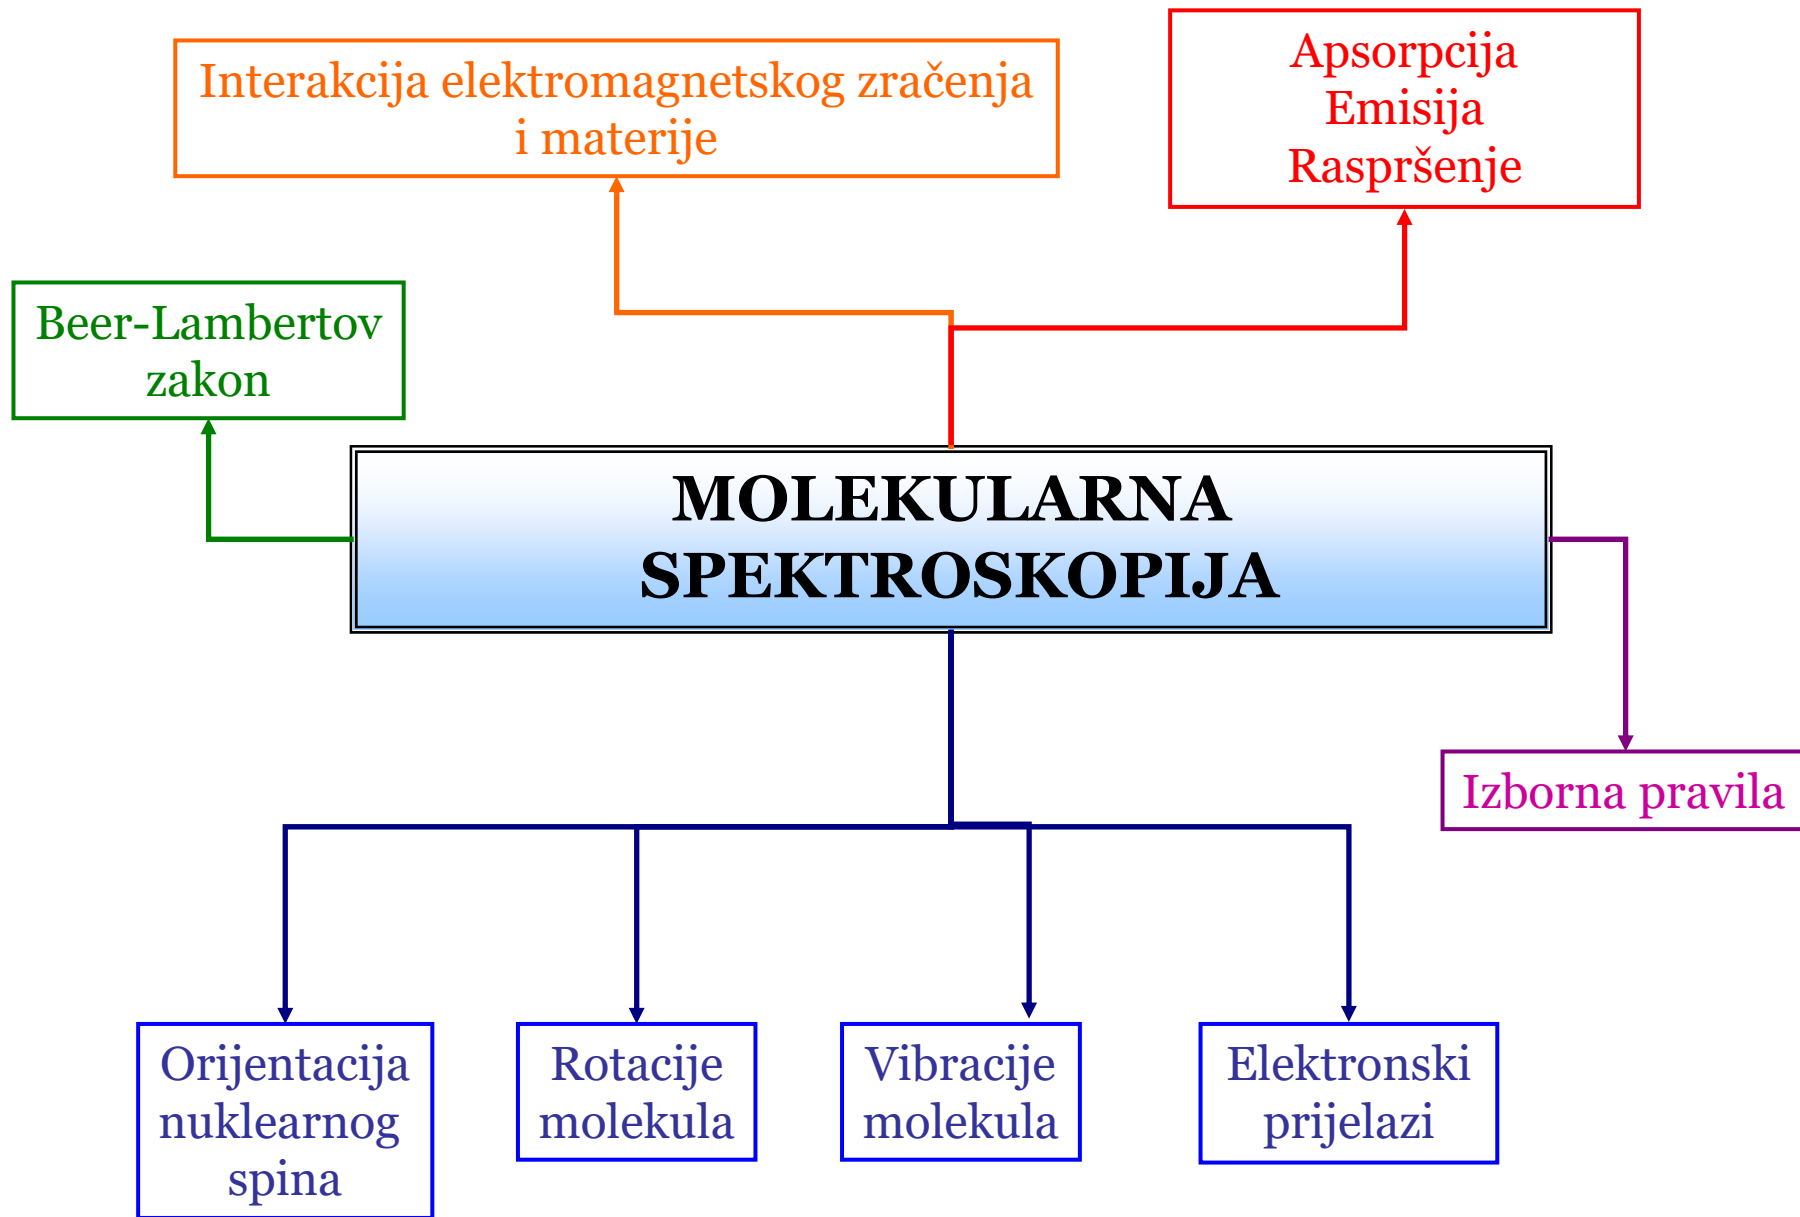 Interakcija elektromagnetskog zračenja
i materije
Apsorpcija
Emisija
Raspršenje
Beer-Lambertov
zakon
MOLEKULARNA
SPEKTROSKOPIJA
Izborna pravila
Orijentacija
nuklearnog
spina
Rotacije
molekula
Vibracije
molekula
Elektronski
prijelazi